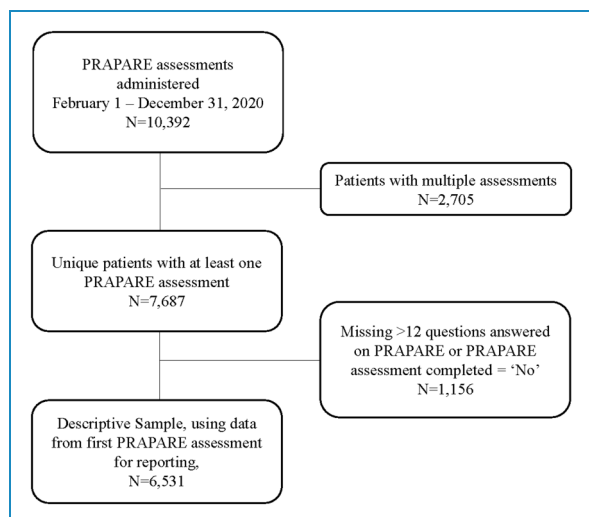 PRAPARE assessments
administered
February 1 – December 31, 2020
N=10,392
Patients with multiple assessments
N=2,705
Unique patients with at least one
PRAPARE assessment
N=7,687
Missing >12 questions answered
on PRAPARE or PRAPARE
assessment completed = ‘No’
N=1,156
Descriptive Sample, using data
from first PRAPARE assessment
for reporting,
N=6,531